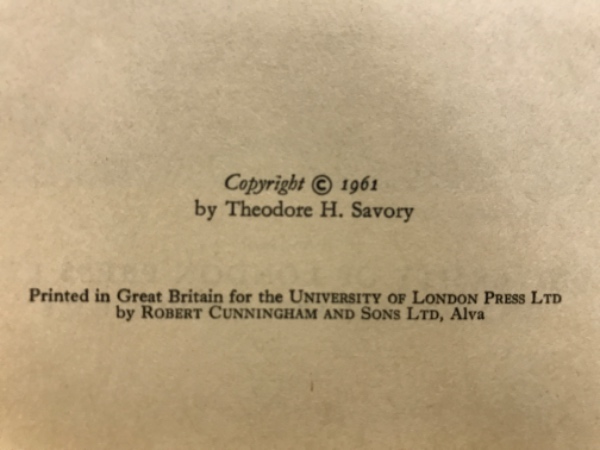 Copyright © 1961
by Theodore H. Savory
Printed in Great Britain for the UNIVERSITY OF LONDON PRESS LTD
by ROBERT CUNNINGHAM AND SONS LTD, Alva